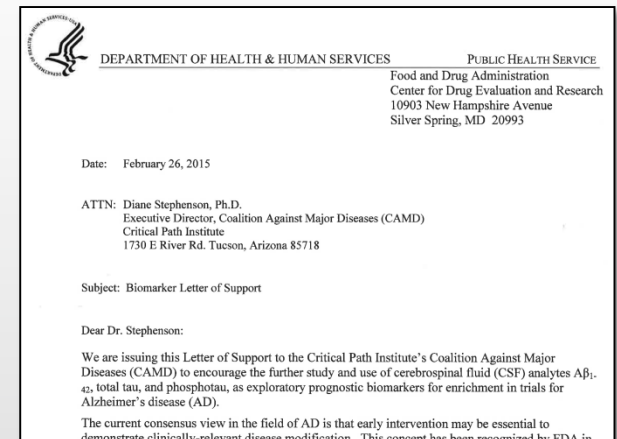 DEPARTMENT OF HEALTH & HUMAN SERVICES
PUBLIC HEALTH SERVICE
Food and Drug Administration
Center for Drug Evaluation and Research
10903 New Hampshire Avenue
Silver Spring, MD 20993
Date: February 26, 2015
ATTN: Diane Stephenson, Ph.D.
Executive Director, Coalition Against Major Diseases (CAMD)
Critical Path Institute
1730 E River Rd. Tucson, Arizona 85718
Subject: Biomarker Letter of Support
Dear Dr. Stephenson:
We are issuing this Letter of Support to the Critical Path Institute's Coalition Against Major
Diseases (CAMD) to encourage the further study and use of cerebrospinal fluid (CSF) analytes Aβ1-
42, total tau, and phosphotau, as exploratory prognostic biomarkers for enrichment in trials for
Alzheimer's disease (AD).
The current consensus view in the field of AD is that early intervention may be essential to
demonstrate clinically-relevant disease modification. This concept has been recognized by FDA in